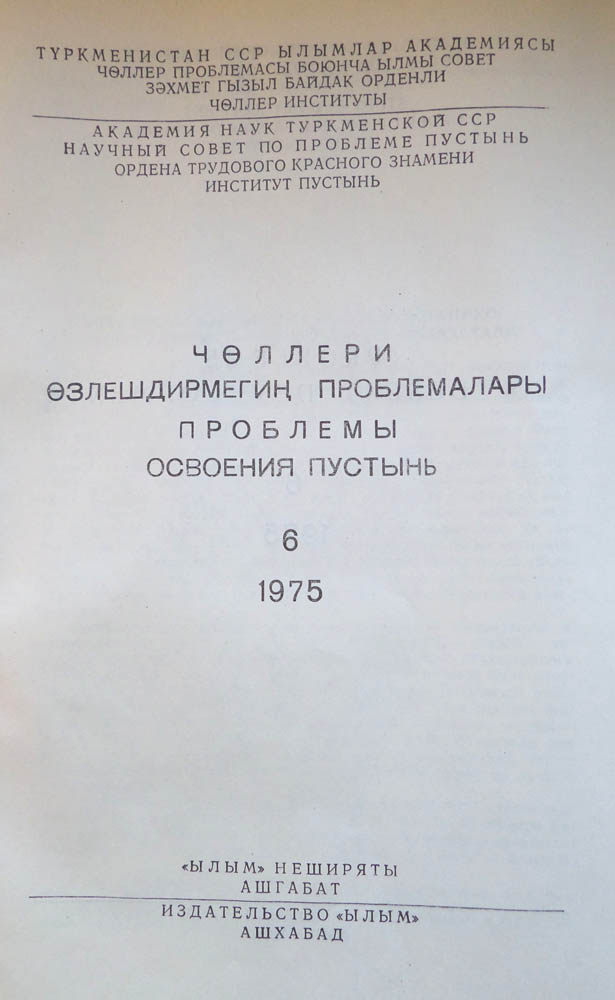 ТҮРКМЕНИСТАН ССР ЫЛЫМЛАР АКАДЕМИЯСЫ
ЧӨЛЛЕР ПРОБЛЕМАСЫ БОЮНЧА ЫЛМЫ СОВЕТ
ЗӘХМЕТ ГЫЗЫЛ БАЙДАК ОРДЕНЛИ
ЧӨЛЛЕР ИНСТИТУТЫ
АКАДЕМИЯ НАУК ТУРКМЕНСКОЙ ССР
НАУЧНЫЙ СОВЕТ ПО ПРОБЛЕМЕ ПУСТЫНЬ
ОРДЕНА ТРУДОВОГО КРАСНОГО ЗНАМЕНИ
ИНСТИТУТ ПУСТЫНЬ
ЧӨЛЛЕРИ
ӨЗЛЕШДИРМЕГИҢ ПРОБЛЕМАЛАРЫ
ПРОБЛЕМЫ
ОСВОЕНИЯ ПУСТЫНЬ
6
1975
«ЫЛЫМ» НЕШИРЯТЫ
АШГАБАТ
ИЗДАТЕЛЬСТВО «ЫЛЫМ»
АШХАБАД